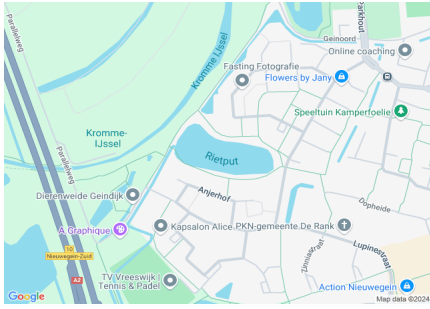 Parallelweg
Kromme IJssel
Parkhout
Geinoord
Online coaching
Fasting Fotografie
Flowers by Jany
Speeltuin Kamperfoelie
Kromme-
IJssel
Rietput
Parallelweg
Dierenweide Geindijk
Anjerhof
Dopheide
A Graphique
Kapsalon Alice
PKN-gemeente De Rank
10
Nieuwegein-Zuid
Zinniastraat
Lupinestraat
A2
TV Vreeswijk |
Tennis & Padel
Action Nieuwegein
Google
Map data ©2024